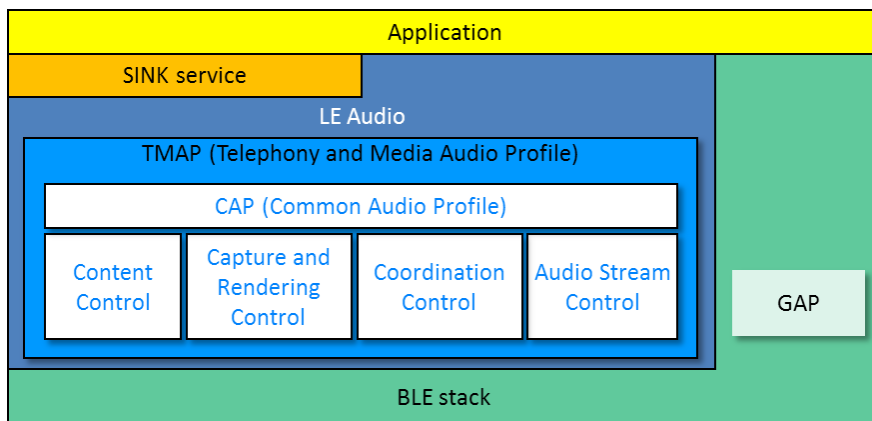 Application
SINK service
LE Audio
TMAP (Telephony and Media Audio Profile)
CAP (Common Audio Profile)
Content
Control
Capture and
Rendering
Control
Coordination
Control
Audio Stream
Control
GAP
BLE stack